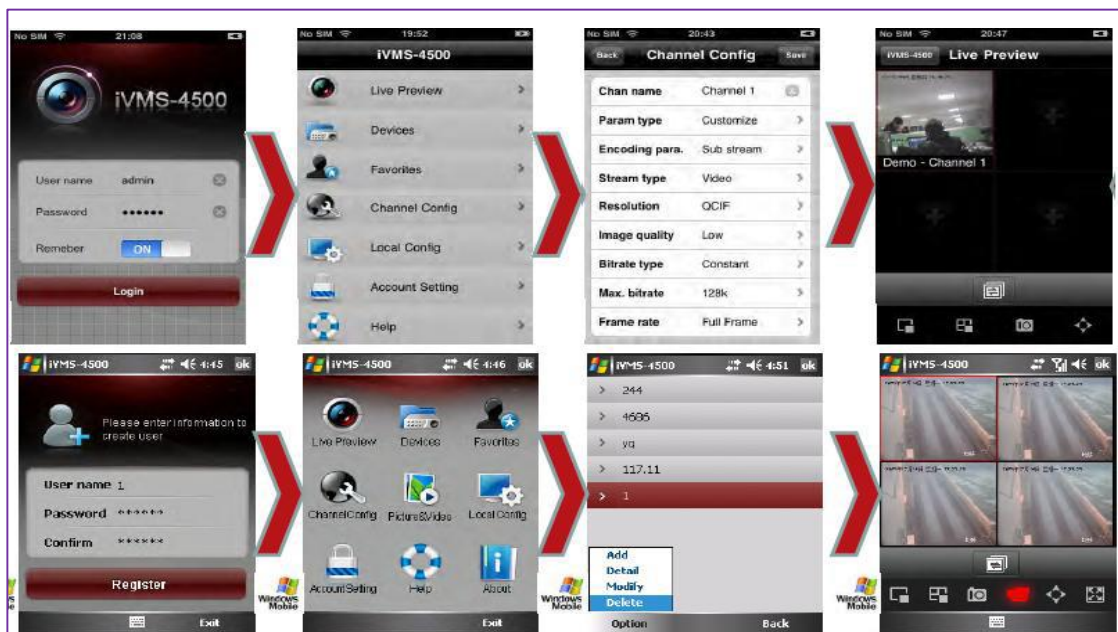 No SIM 21:08
iVMS-4500
User name admin
Password ••••••
Remeber ON
Login
No SIM 19:52
iVMS-4500
Live Preview
Devices
Favorites
Channel Config
Local Config
Account Setting
Help
No SIM 20:43
Back Channel Config Save
Chan name Channel 1
Param type Customize
Encoding para. Sub stream
Stream type Video
Resolution QCIF
Image quality Low
Bitrate type Constant
Max. bitrate 128k
Frame rate Full Frame
No SIM 20:47
iVMS-4500 Live Preview
Demo - Channel 1
iVMS-4500 4:45 ok
Please enter information to
create user
User name 1
Password ******
Confirm ******
Register
Exit
Windows
Mobile
iVMS-4500 4:46 ok
Live Preview Devices Favorites
ChannelConfig Picture&Video Local Config
AccountSetting Help About
Exit
Windows
Mobile
iVMS-4500 4:51 ok
> 244
> 4686
> yq
> 117.11
> 1
Add
Detail
Modify
Delete
Option Back
Windows
Mobile
iVMS-4500 ok